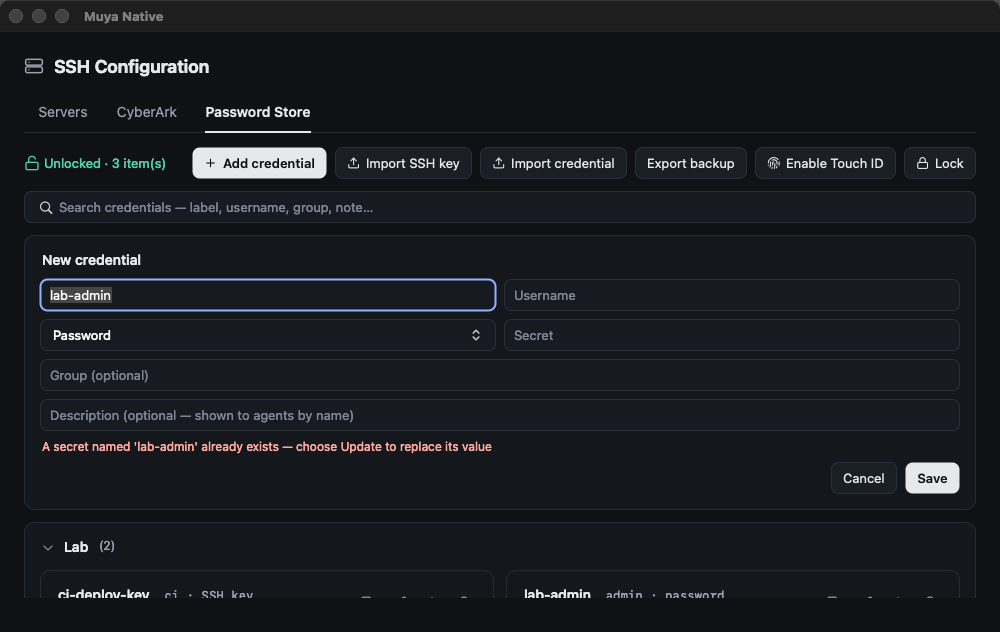 Muya Native
SSH Configuration
Servers CyberArk Password Store
Unlocked · 3 item(s) + Add credential Import SSH key Import credential Export backup Enable Touch ID Lock
Search credentials — label, username, group, note...
New credential
lab-admin Username
Password Secret
Group (optional)
Description (optional — shown to agents by name)
A secret named 'lab-admin' already exists — choose Update to replace its value
Cancel Save
Lab (2)
ci-deploy-key ci · SSH key lab-admin admin · password